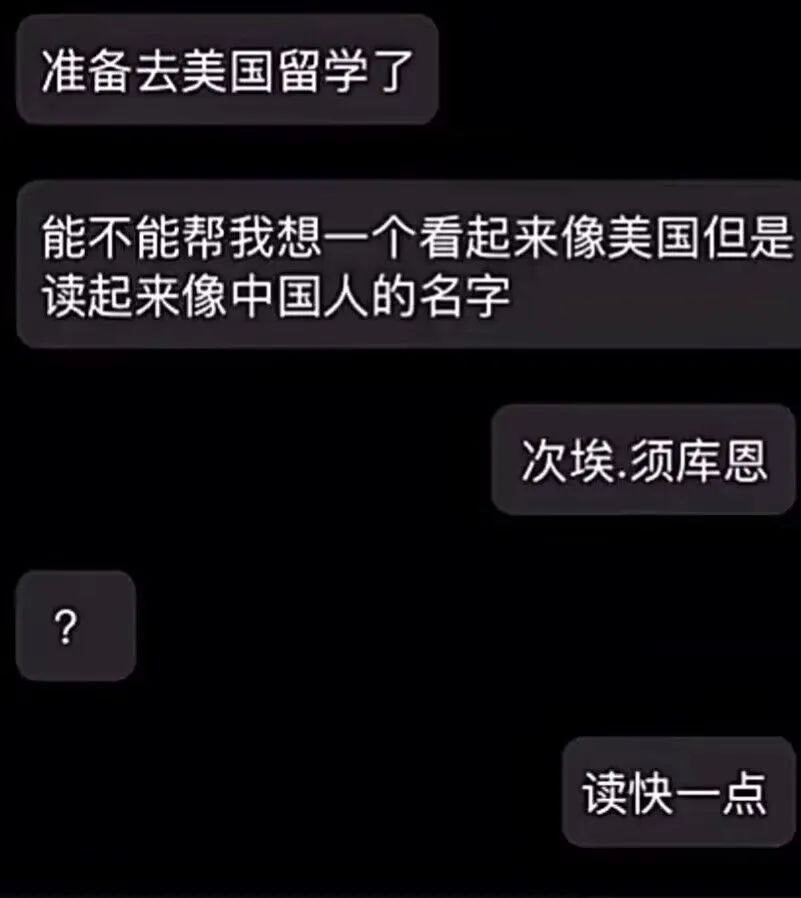 准备去美国留学了
能不能帮我想一个看起来像美国但是
读起来像中国人的名字
次埃.须库恩
?
读快一点